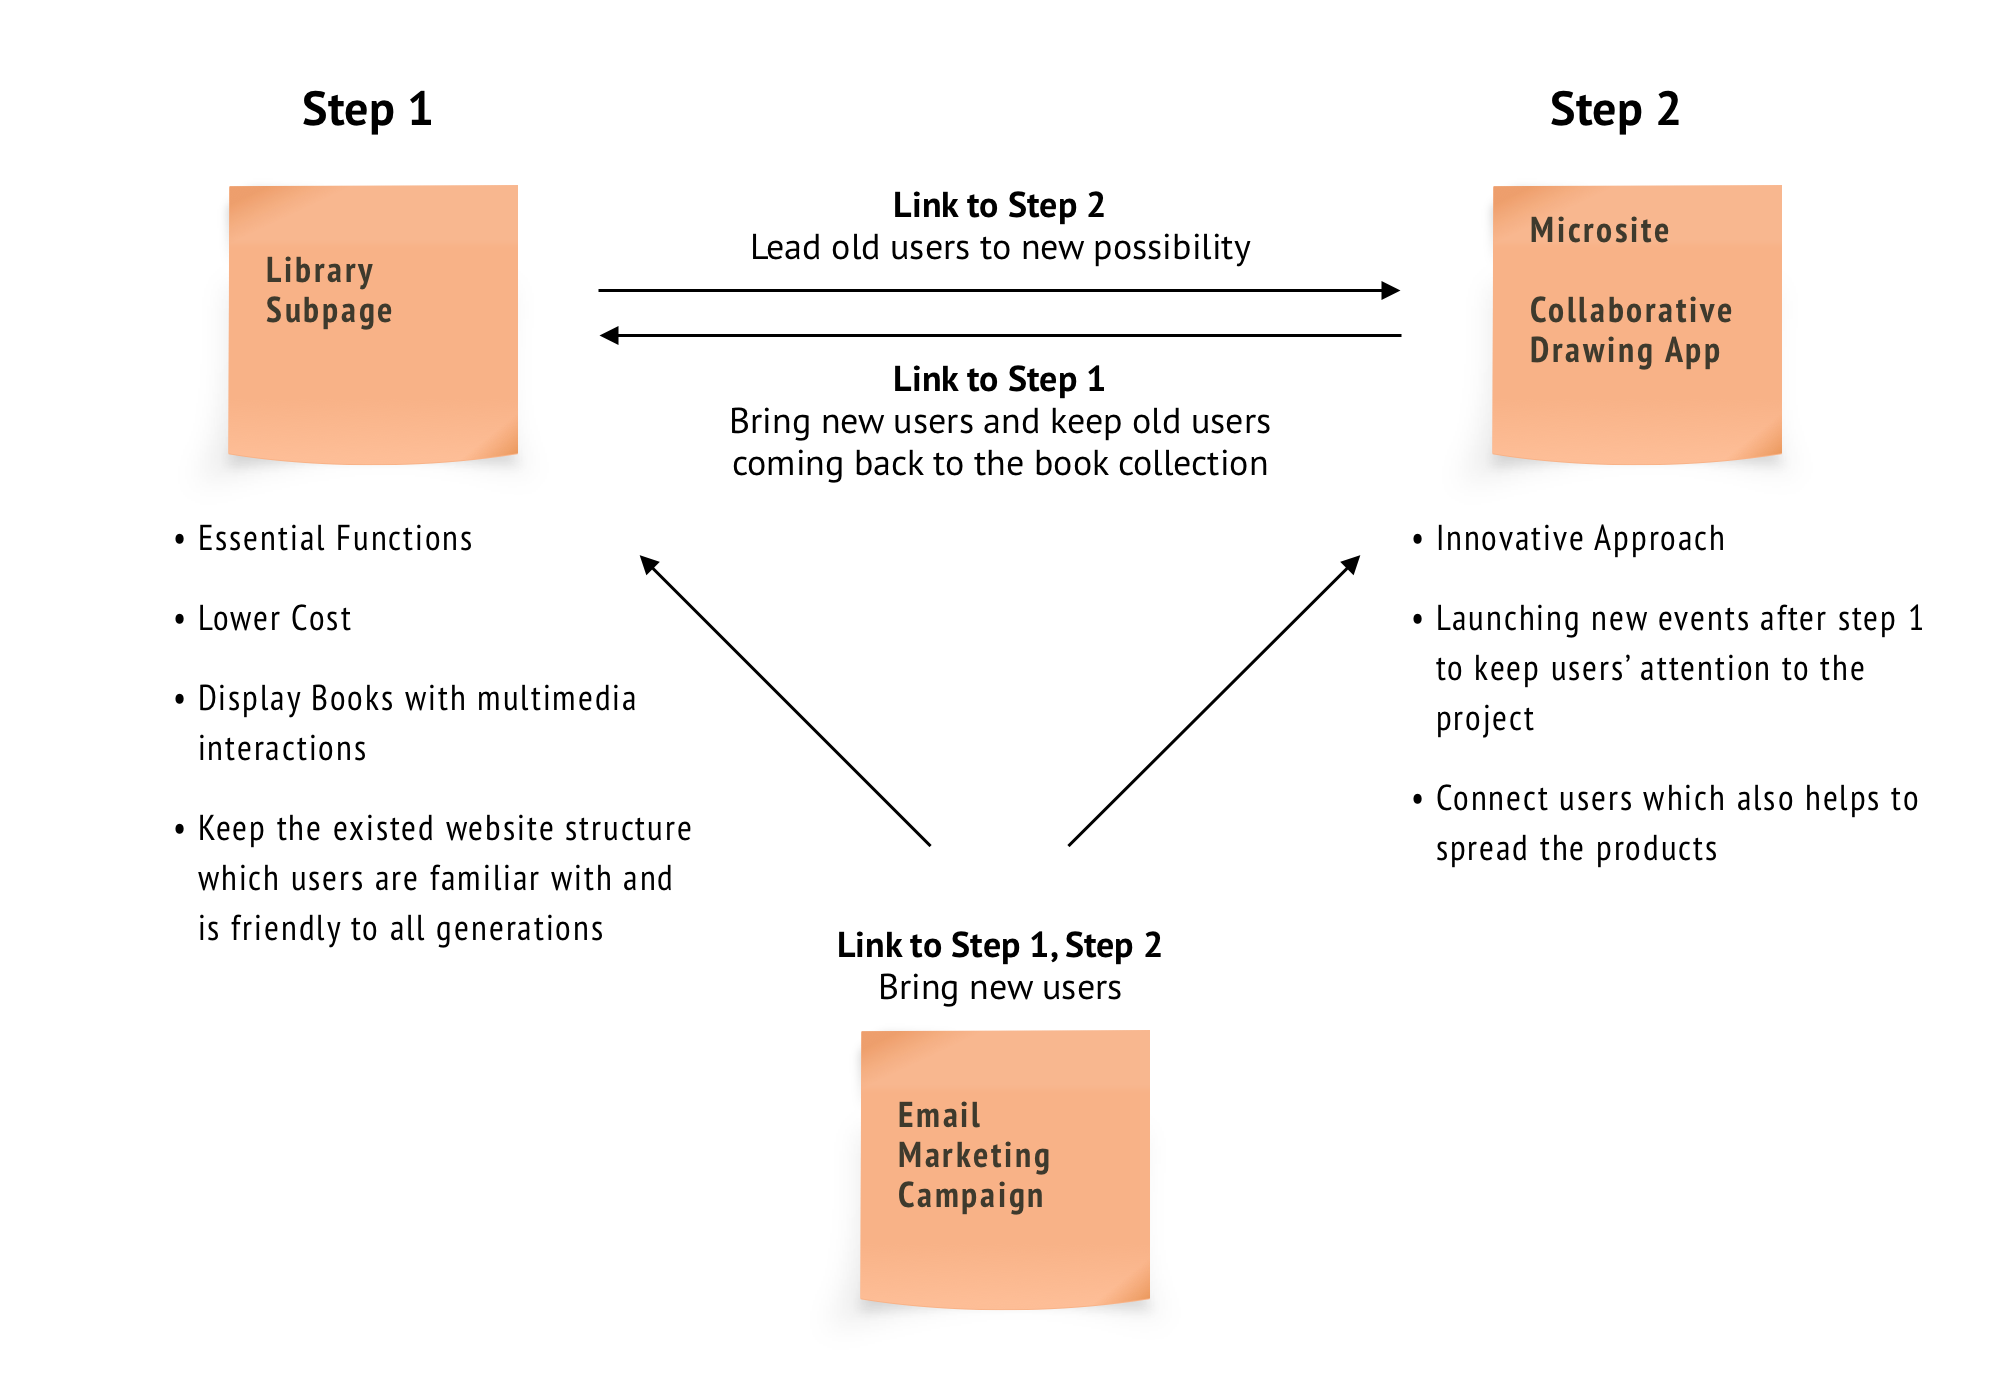 Step 1
Step 2
Library
Subpage
Link to Step 2
Lead old users to new possibility
Link to Step 1
Bring new users and keep old users
coming back to the book collection
Microsite
Collaborative
Drawing App
• Essential Functions
• Lower Cost
• Display Books with multimedia
interactions
• Keep the existed website structure
which users are familiar with and
is friendly to all generations
• Innovative Approach
• Launching new events after step 1
to keep users’ attention to the
project
• Connect users which also helps to
spread the products
Link to Step 1, Step 2
Bring new users
Email
Marketing
Campaign